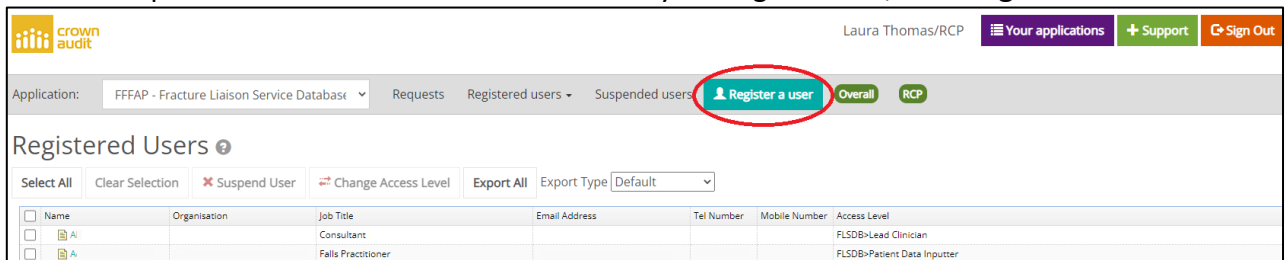 crown audit
Laura Thomas/RCP Your applications + Support Sign Out
Application: FFFAP - Fracture Liaison Service Database Requests Registered users Suspended users Register a user Overall RCP
Registered Users
Select All Clear Selection Suspend User Change Access Level Export All Export Type Default
Name Organisation Job Title Email Address Tel Number Mobile Number Access Level
Consultant FLSDB>Lead Clinician
Falls Practitioner FLSDB>Patient Data Inputter